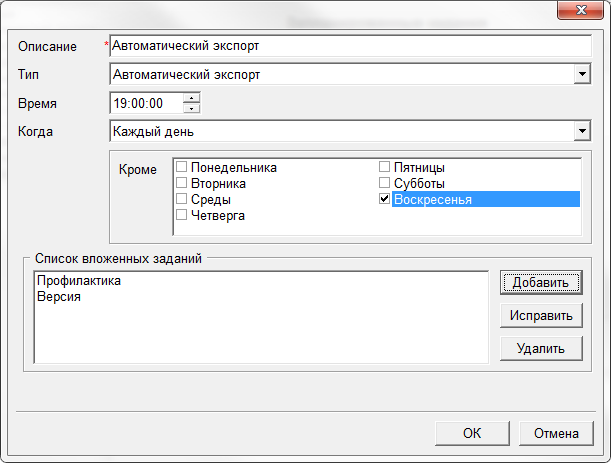 Описание *Автоматический экспорт
Тип Автоматический экспорт
Время 19:00:00
Когда Каждый день
Кроме Понедельника Пятницы
Вторника Субботы
Среды Воскресенья
Четверга
Список вложенных заданий
Профилактика Добавить
Версия
Исправить
Удалить
ОК Отмена